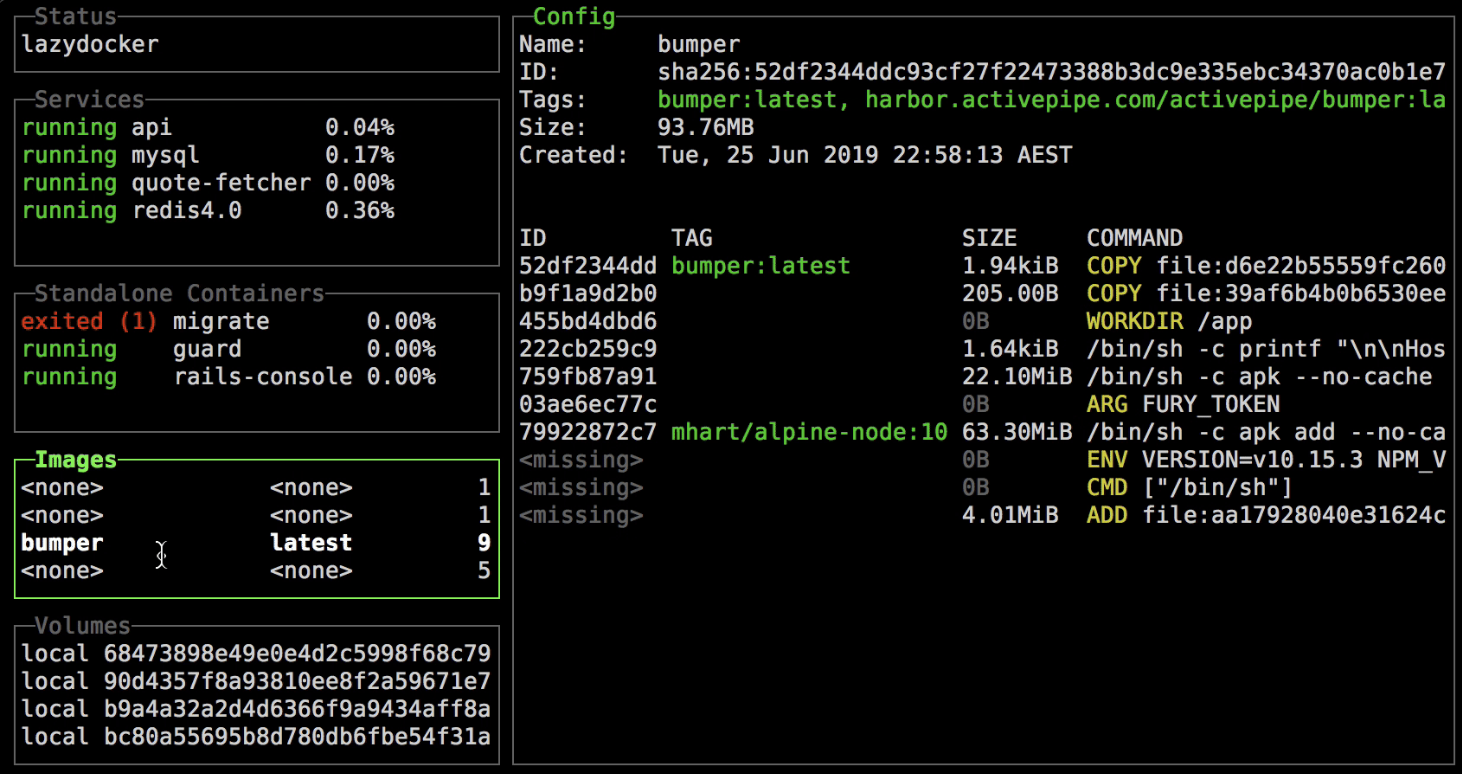 Status
lazydocker
Services
running api 0.04%
running mysql 0.17%
running quote-fetcher 0.00%
running redis4.0 0.36%
Standalone Containers
exited (1) migrate 0.00%
running guard 0.00%
running rails-console 0.00%
Images
<none> <none> 1
<none> <none> 1
bumper latest 9
<none> <none> 5
Volumes
local 68473898e49e0e4d2c5998f68c79
local 90d4357f8a93810ee8f2a59671e7
local b9a4a32a2d4d6366f9a9434aff8a
local bc80a55695b8d780db6fbe54f31a
Config
Name: bumper
ID: sha256:52df2344ddc93cf27f22473388b3dc9e335ebc34370ac0b1e7
Tags: bumper:latest, harbor.activepipe.com/activepipe/bumper:la
Size: 93.76MB
Created: Tue, 25 Jun 2019 22:58:13 AEST
ID TAG SIZE COMMAND
52df2344dd bumper:latest 1.94kiB COPY file:d6e22b55559fc260
b9f1a9d2b0 205.00B COPY file:39af6b4b0b6530ee
455bd4dbd6 0B WORKDIR /app
222cb259c9 1.64kiB /bin/sh -c printf "\n\nHos
759fb87a91 22.10MiB /bin/sh -c apk --no-cache
03ae6ec77c 0B ARG FURY_TOKEN
79922872c7 mhart/alpine-node:10 63.30MiB /bin/sh -c apk add --no-ca
<missing> 0B ENV VERSION=v10.15.3 NPM_V
<missing> 0B CMD ["/bin/sh"]
<missing> 4.01MiB ADD file:aa17928040e31624c